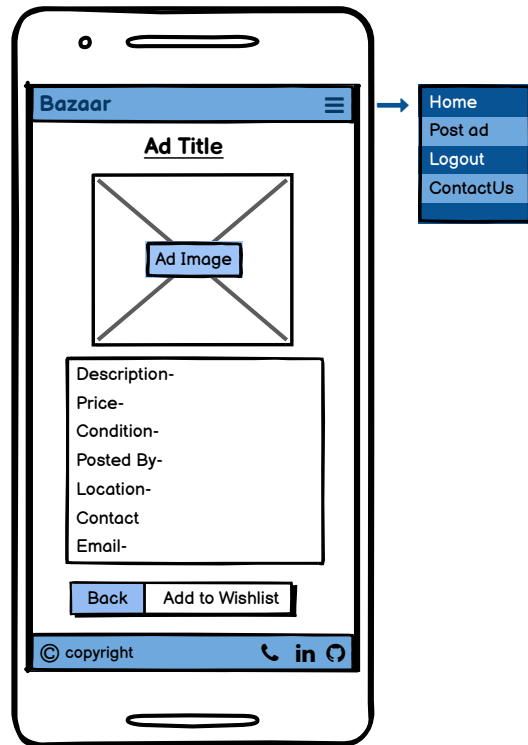 Bazaar
Home
Post ad
Logout
ContactUs
Ad Title
Ad Image
Description-
Price-
Condition-
Posted By-
Location-
Contact
Email-
Back Add to Wishlist
© copyright in